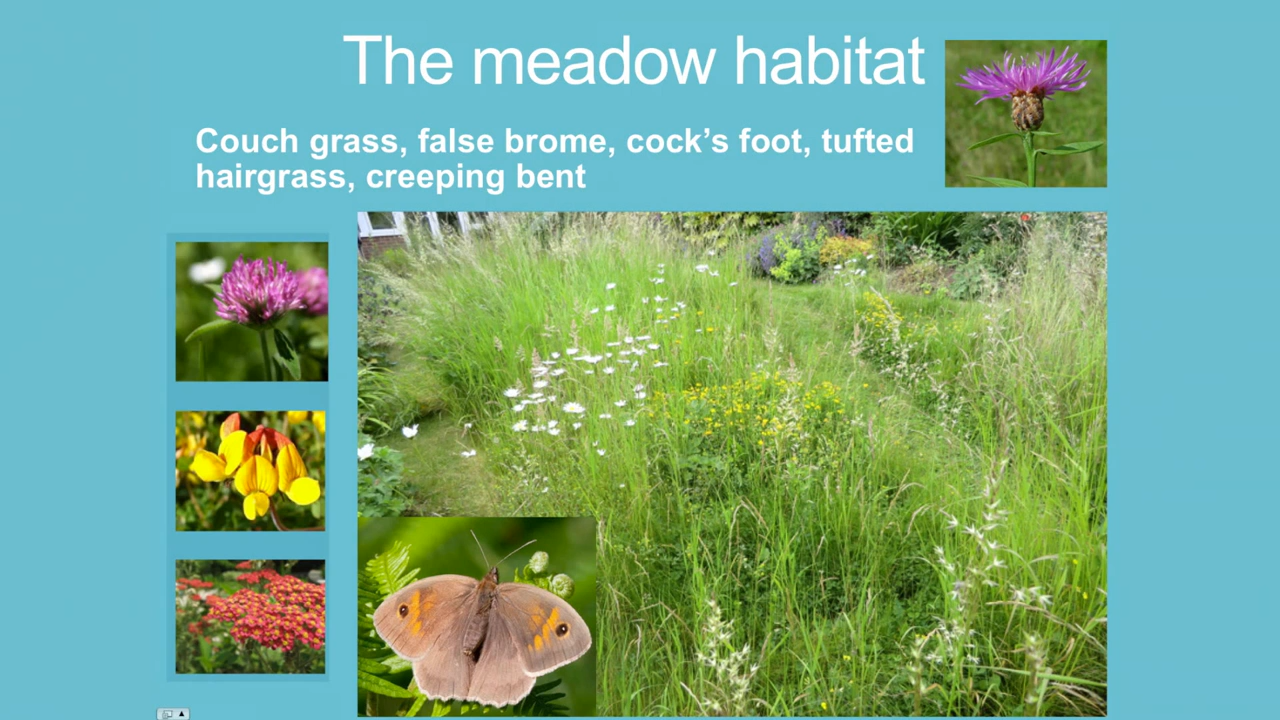 The meadow habitat
Couch grass, false brome, cock's foot, tufted
hairgrass, creeping bent